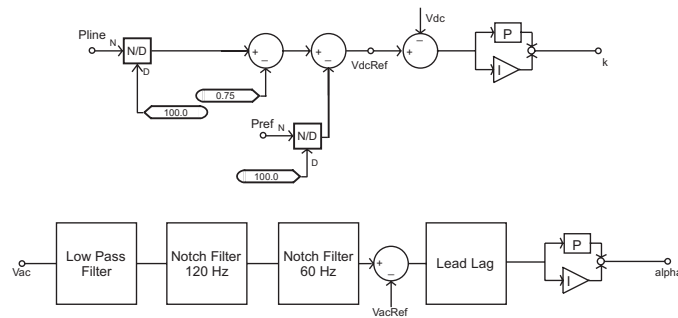 Vdc
Pline
N
N/D
D
+
−
+
−
VdcRef
+
−
P
I
k
0.75
100.0
Pref
N
N/D
D
100.0
Vac
Low Pass
Filter
Notch Filter
120 Hz
Notch Filter
60 Hz
+
−
VacRef
Lead Lag
P
I
alpha